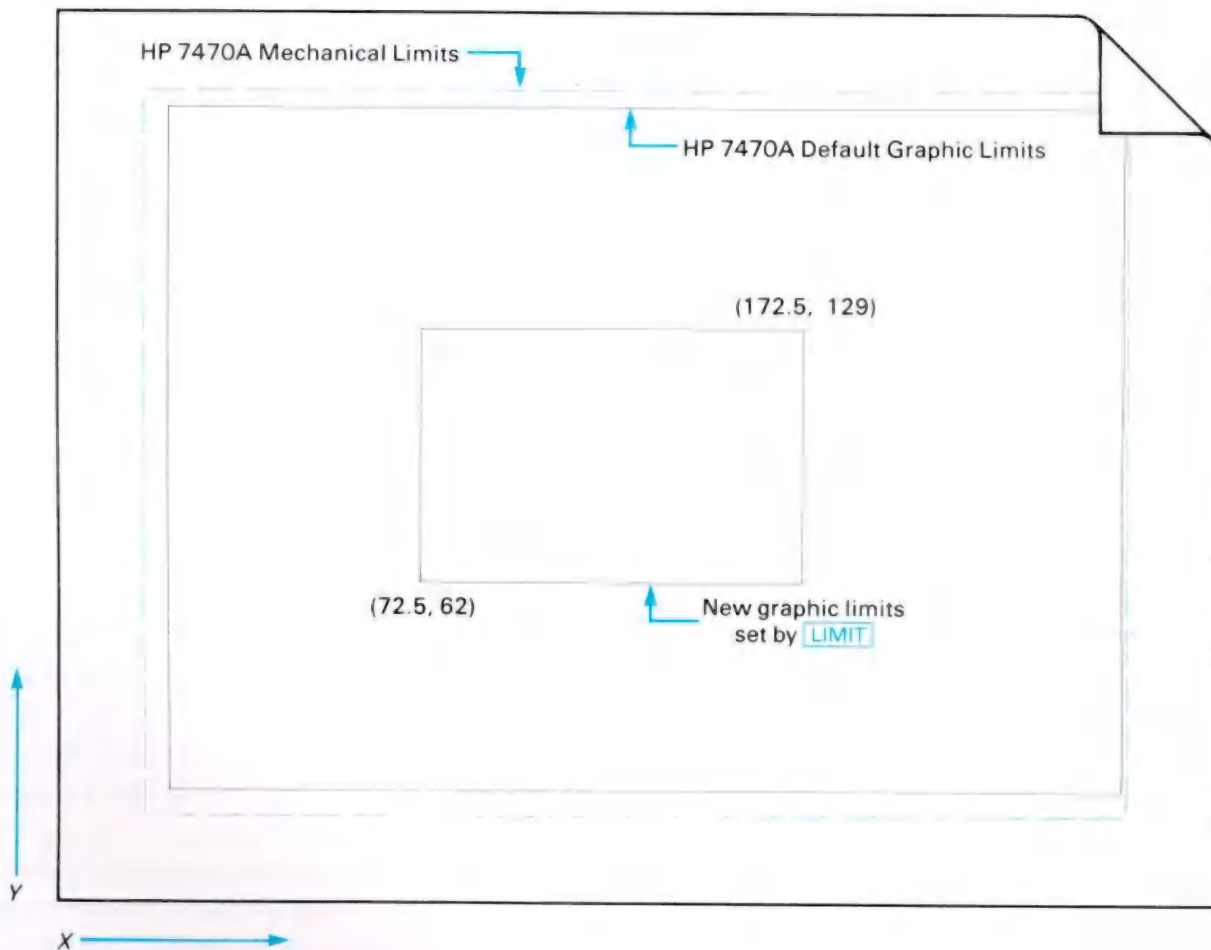 HP 7470A Mechanical Limits
HP 7470A Default Graphic Limits
(172.5, 129)
(72.5, 62)
New graphic limits
set by LIMIT
Y
X